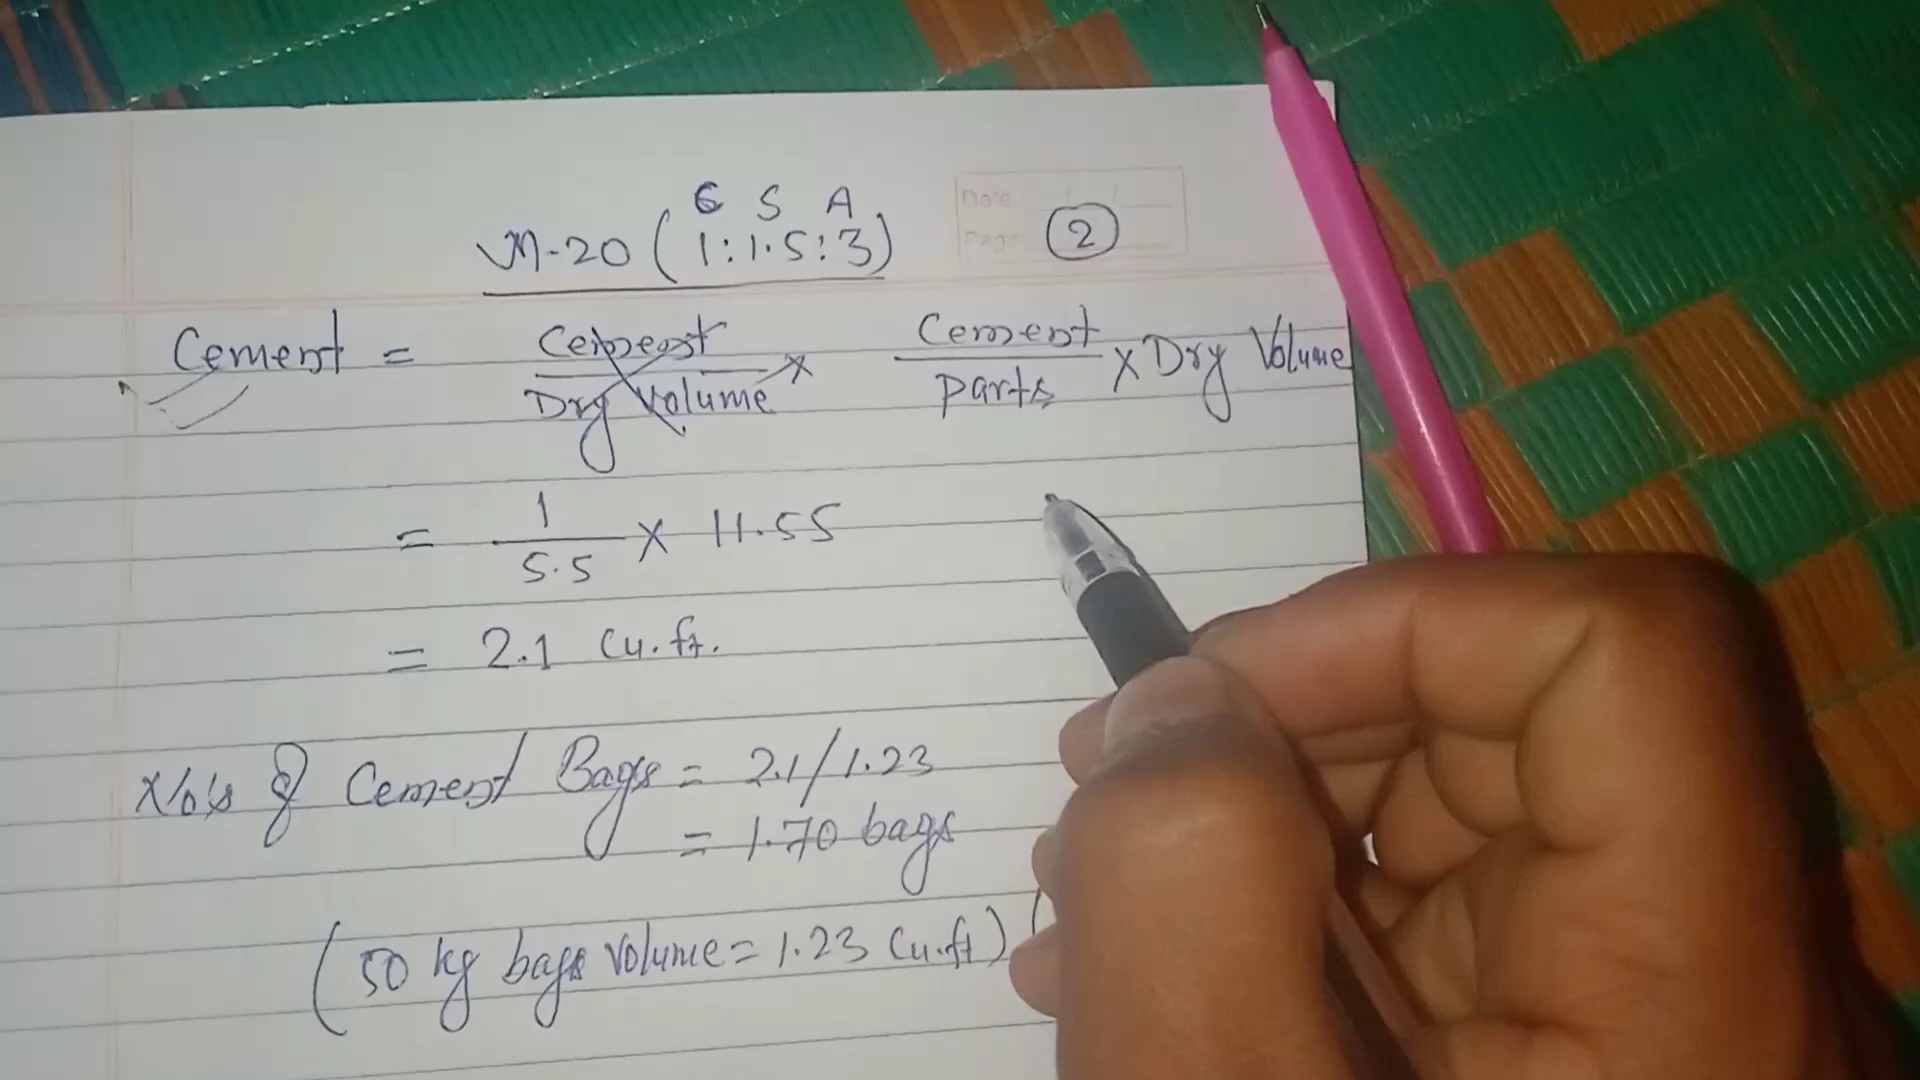 C S A
M-20 (1:1.5:3)
Date
Page
2
Cement = Cement/Dry Volume × Cement/Parts × Dry Volume
= 1/5.5 × 11.55
= 2.1 Cu.ft.
No's of Cement Bags = 2.1/1.23
= 1.70 bags
(50 kg bags Volume = 1.23 Cu.ft) (